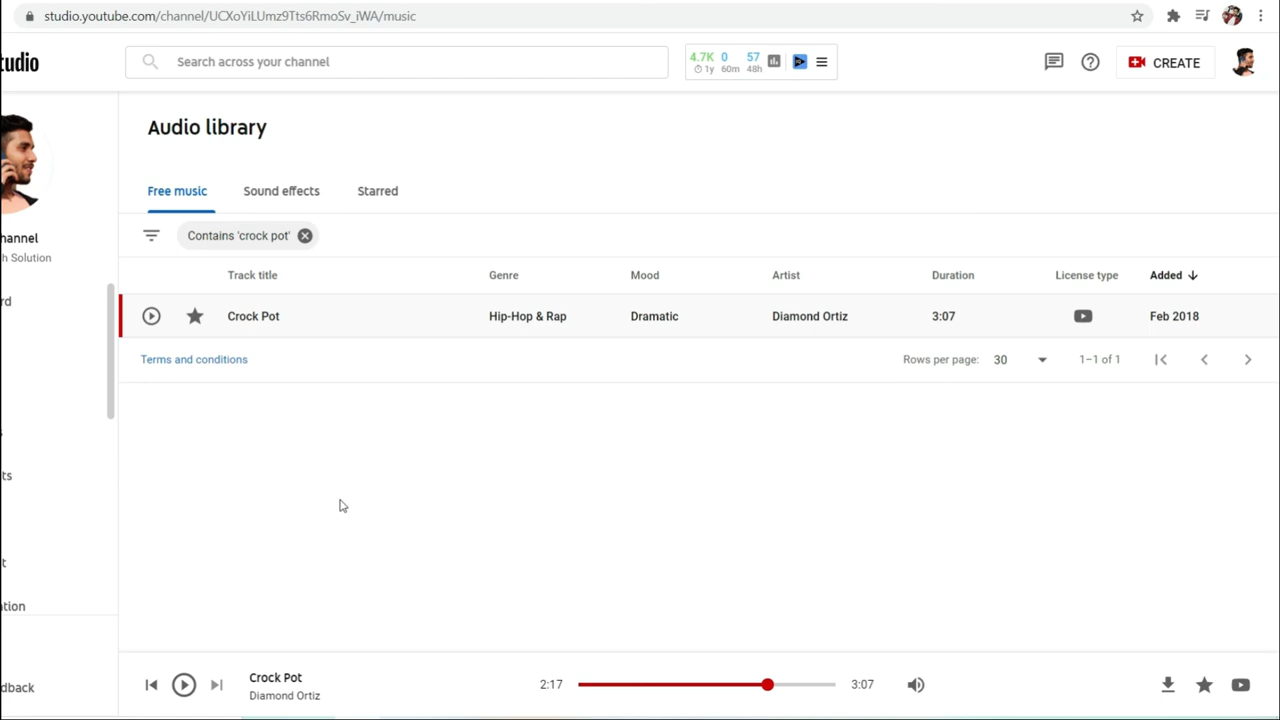 studio.youtube.com/channel/UCXoYiLUmz9Tts6RmoSv_iWA/music
tudio
Search across your channel
4.7K 0 57
1y 60m 48h
CREATE
Audio library
Free music Sound effects Starred
hannel
h Solution
Contains 'crock pot'
Track title Genre Mood Artist Duration License type Added
rd
Crock Pot Hip-Hop & Rap Dramatic Diamond Ortiz 3:07 Feb 2018
Terms and conditions Rows per page: 30 1–1 of 1
s
ts
t
ation
dback
Crock Pot
Diamond Ortiz
2:17 3:07